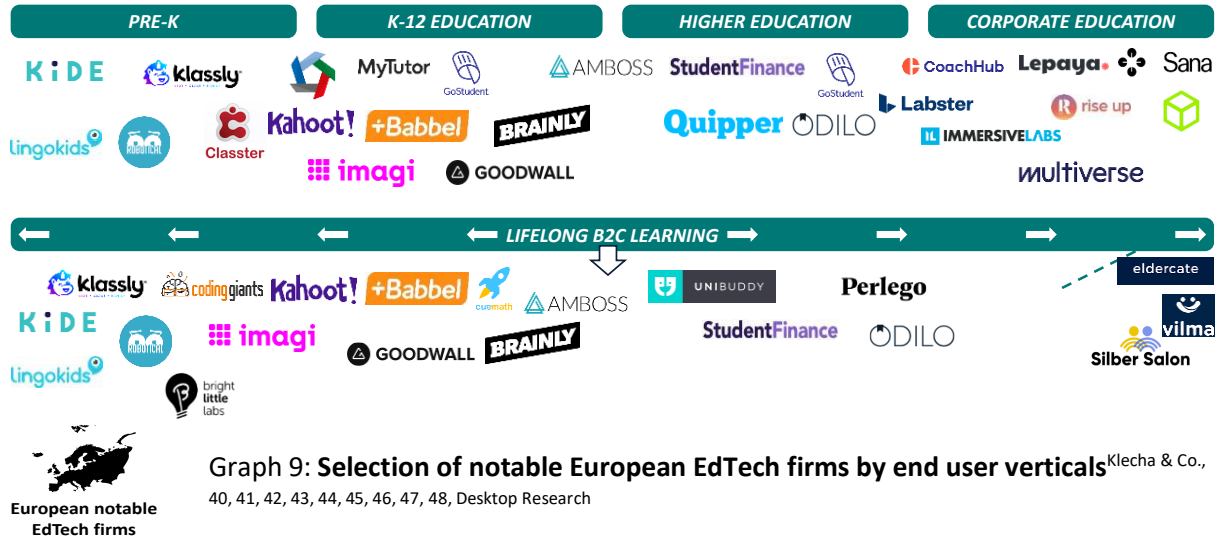 PRE-K
K-12 EDUCATION
HIGHER EDUCATION
CORPORATE EDUCATION
KiDE
klassly
MyTutor
GoStudent
AMBOSS
StudentFinance
GoStudent
CoachHub
Lepaya.
Sana
lingokids
ROBOTICAL
Classter
Kahoot!
+Babbel
BRAINLY
Quipper
ODILO
Labster
rise up
IL IMMERSIVELABS
imagi
GOODWALL
multiverse
LIFELONG B2C LEARNING
klassly
codinggiants
Kahoot!
+Babbel
cuemath
AMBOSS
UNIBUDDY
Perlego
eldercate
KiDE
ROBOTICAL
imagi
GOODWALL
BRAINLY
StudentFinance
ODILO
vilma
Silber Salon
lingokids
bright
little
labs
Graph 9: Selection of notable European EdTech firms by end user verticals Klecha & Co.,
40, 41, 42, 43, 44, 45, 46, 47, 48, Desktop Research
European notable
EdTech firms